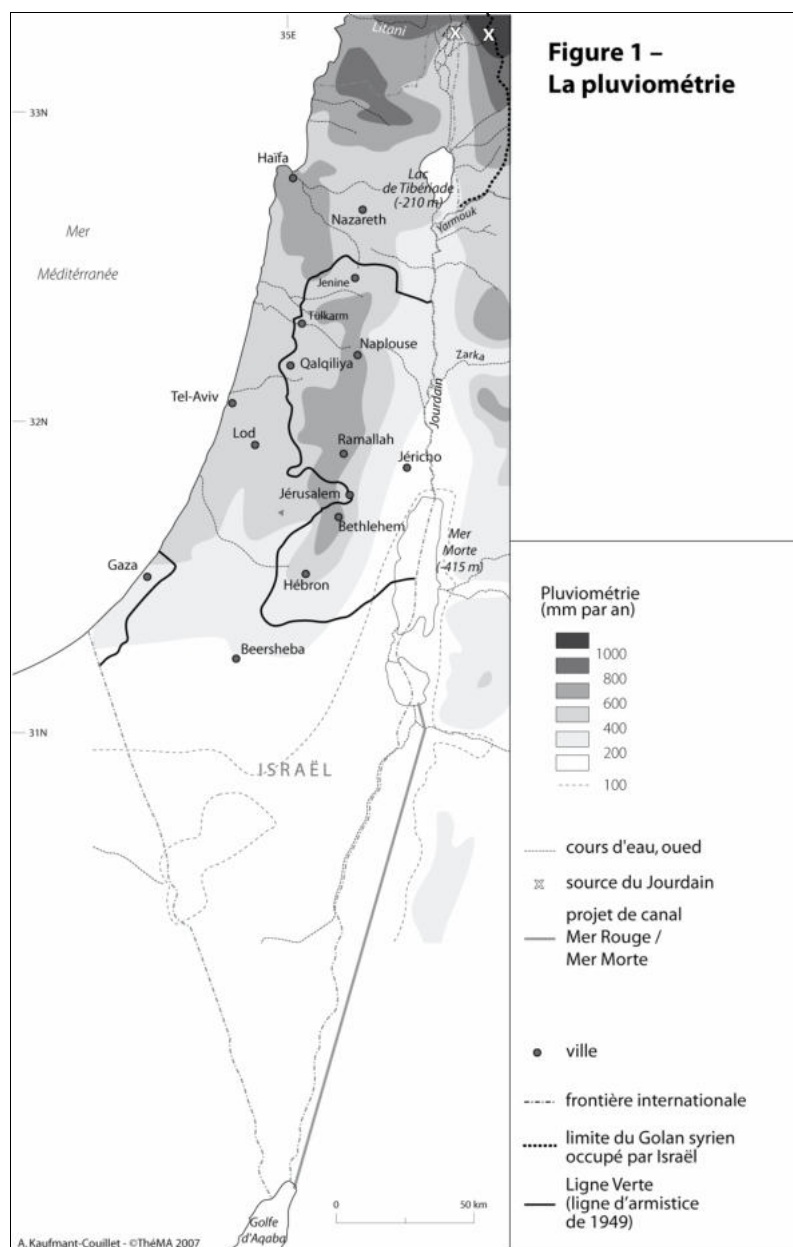 Figure 1 –
La pluviométrie
35E
Litani
X
X
33N
Haïfa
Lac
de Tibériade
(-210 m)
Nazareth
Yarmouk
Mer
Méditérranée
Jenine
Tulkarm
Naplouse
Zarka
Qalqiliya
Tel-Aviv
Jourdain
32N
Lod
Ramallah
Jéricho
Jérusalem
Bethlehem
Mer
Morte
(-415 m)
Gaza
Hébron
Beersheba
31N
ISRAËL
Golfe
d'Aqaba
0
50 km
A. Kaufmant-Couillet - ©ThéMA 2007
Pluviométrie
(mm par an)
1000
800
600
400
200
100
cours d'eau, oued
X source du Jourdain
projet de canal
Mer Rouge /
Mer Morte
ville
frontière internationale
limite du Golan syrien
occupé par Israël
Ligne Verte
(ligne d'armistice
de 1949)